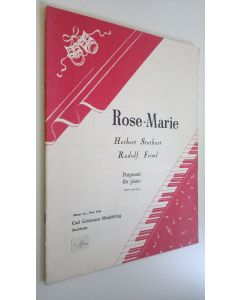 Rose-Marie
Herbert Stothart
Rudolf Friml
Potpourri
för piano
Carl Gehrmans Musikförlag
Stockholm